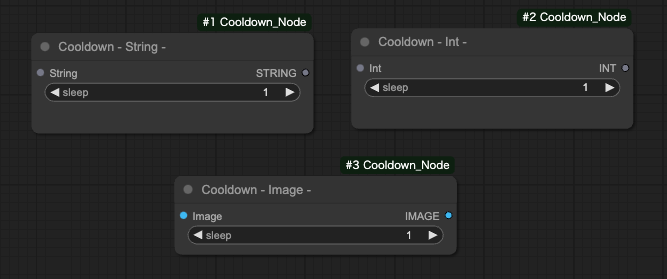 #1 Cooldown_Node
Cooldown - String -
String STRING
sleep 1
#2 Cooldown_Node
Cooldown - Int -
Int INT
sleep 1
#3 Cooldown_Node
Cooldown - Image -
Image IMAGE
sleep 1